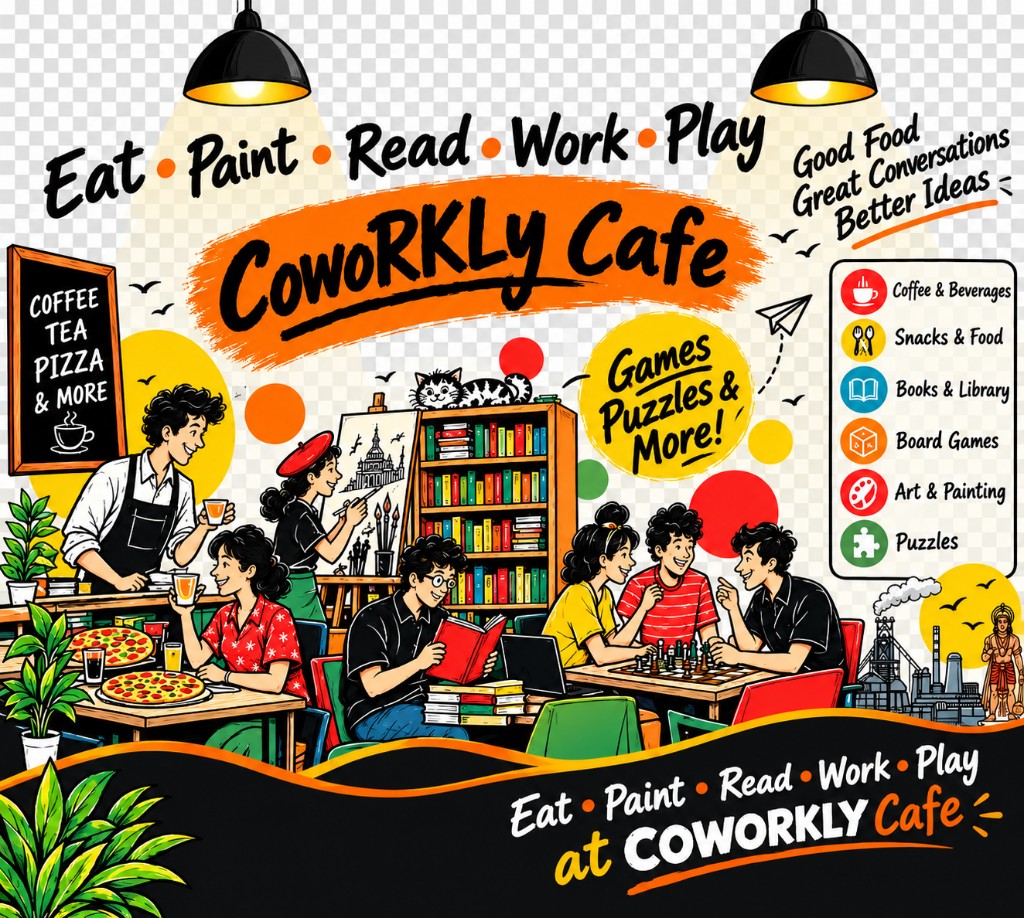 Eat • Paint • Read • Work • Play
Good Food
Great Conversations
Better Ideas
CowoRKLy Cafe
COFFEE
TEA
PIZZA
& MORE
Games
Puzzles &
More!
Coffee & Beverages
Snacks & Food
Books & Library
Board Games
Art & Painting
Puzzles
Eat • Paint • Read • Work • Play
at COWORKLY Cafe